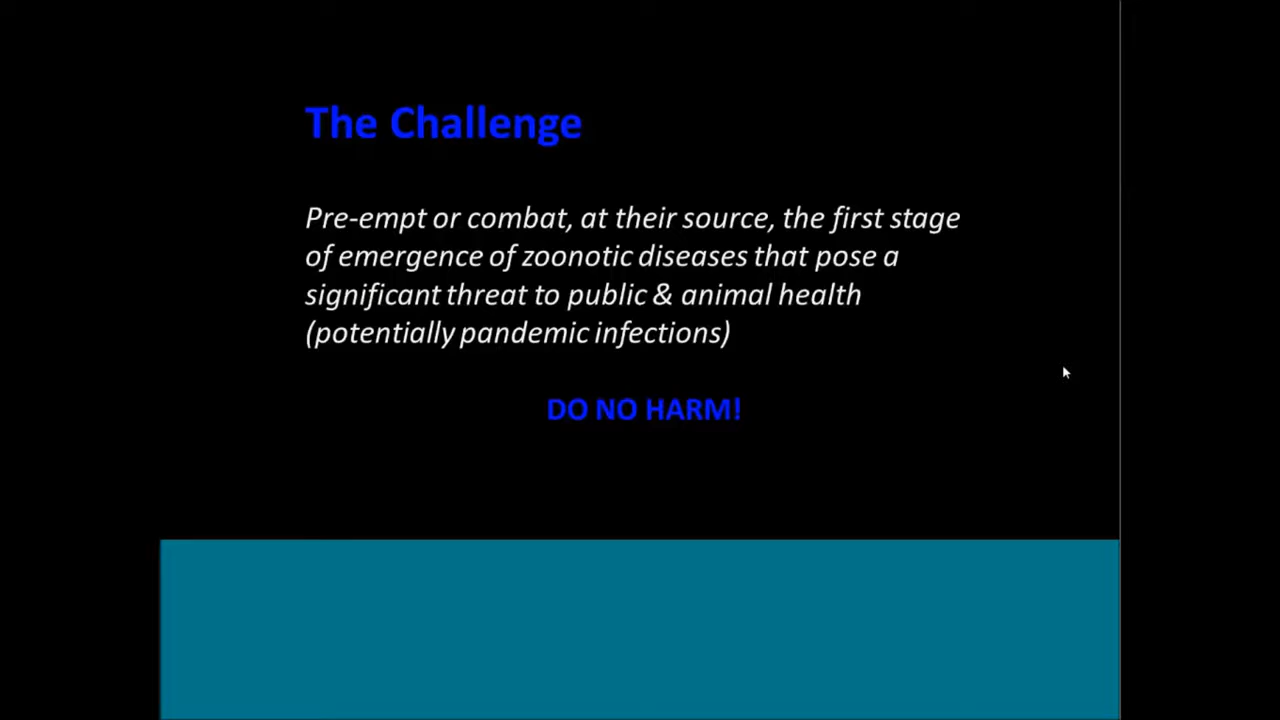 The Challenge
Pre-empt or combat, at their source, the first stage
of emergence of zoonotic diseases that pose a
significant threat to public & animal health
(potentially pandemic infections)
DO NO HARM!